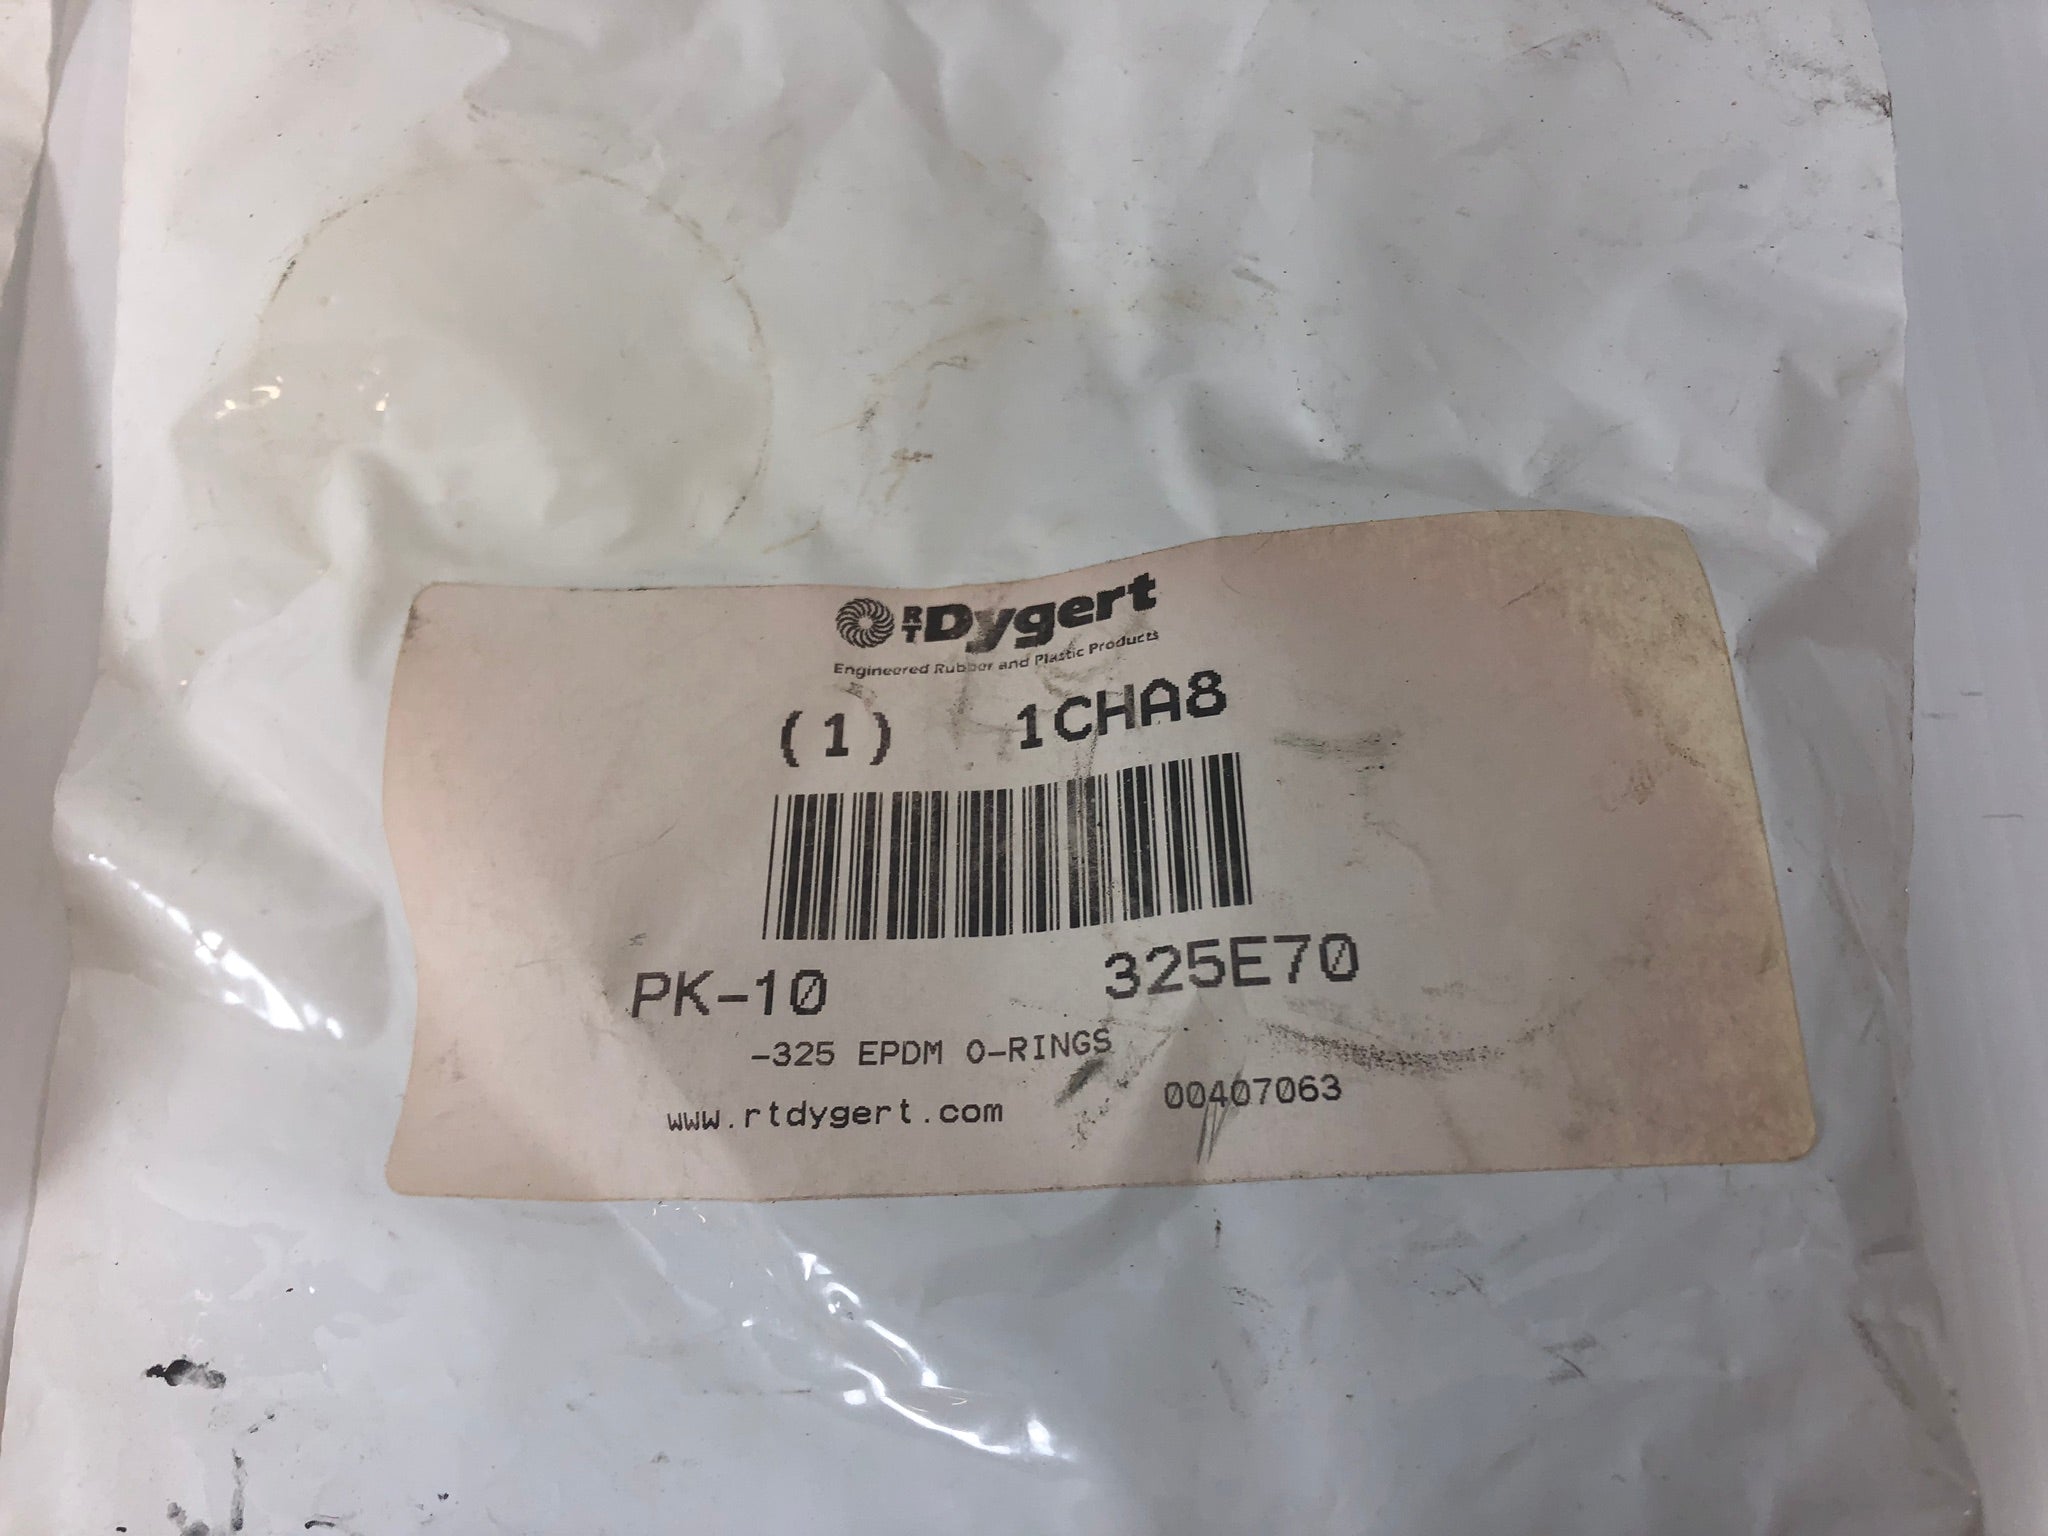 RT Dygert
Engineered Rubber and Plastic Products
(1) 1CHA8
PK-10 325E70
-325 EPDM O-RINGS
www.rtdygert.com 00407063